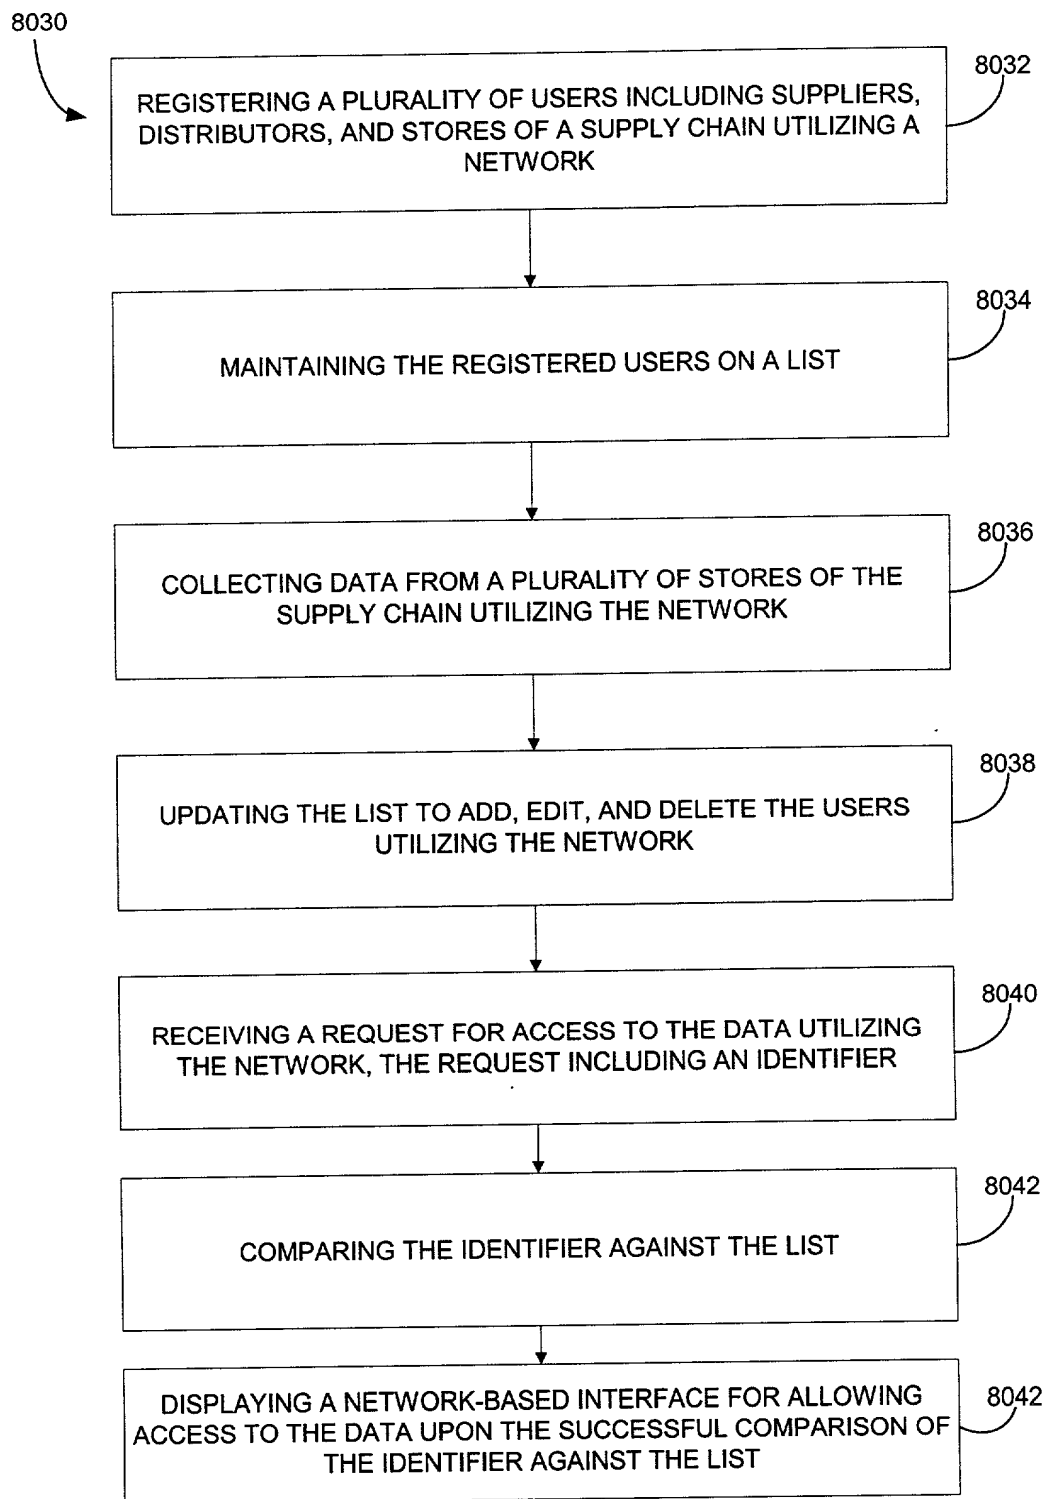 8030
8032
REGISTERING A PLURALITY OF USERS INCLUDING SUPPLIERS,
DISTRIBUTORS, AND STORES OF A SUPPLY CHAIN UTILIZING A
NETWORK
8034
MAINTAINING THE REGISTERED USERS ON A LIST
8036
COLLECTING DATA FROM A PLURALITY OF STORES OF THE
SUPPLY CHAIN UTILIZING THE NETWORK
8038
UPDATING THE LIST TO ADD, EDIT, AND DELETE THE USERS
UTILIZING THE NETWORK
8040
RECEIVING A REQUEST FOR ACCESS TO THE DATA UTILIZING
THE NETWORK, THE REQUEST INCLUDING AN IDENTIFIER
8042
COMPARING THE IDENTIFIER AGAINST THE LIST
8042
DISPLAYING A NETWORK-BASED INTERFACE FOR ALLOWING
ACCESS TO THE DATA UPON THE SUCCESSFUL COMPARISON OF
THE IDENTIFIER AGAINST THE LIST